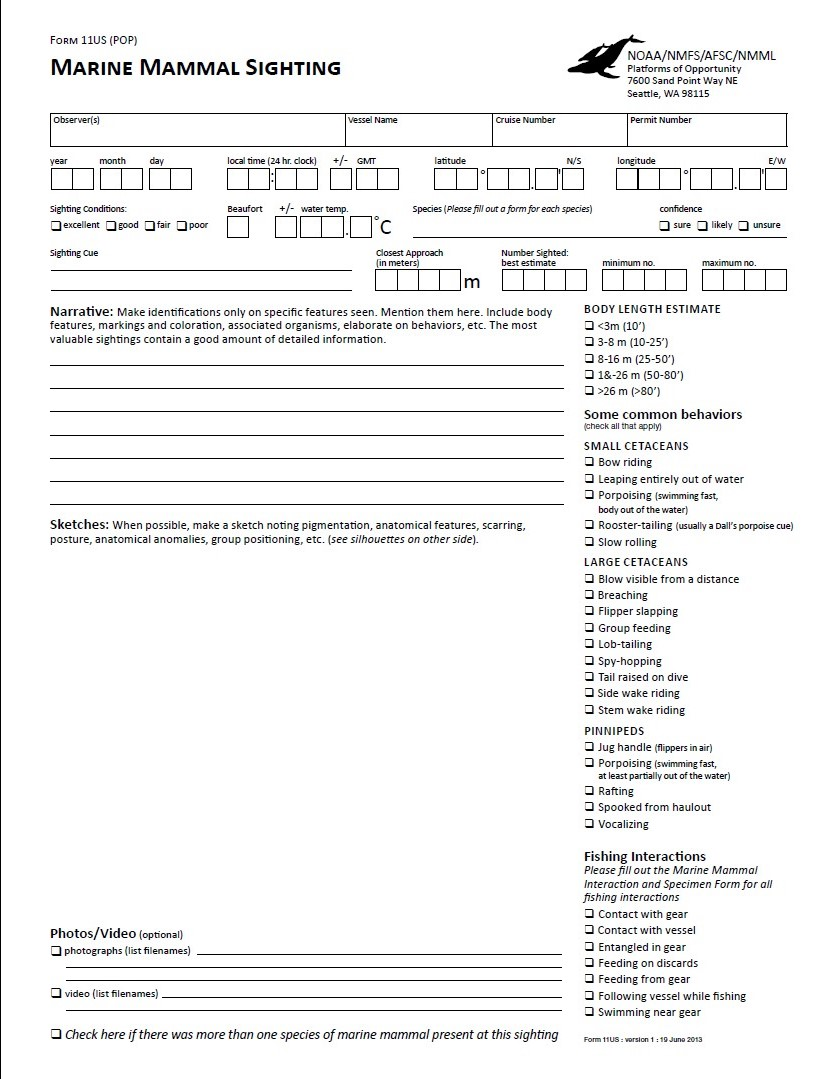 Form 11US (POP)
Marine Mammal Sighting
NOAA/NMFS/AFSC/NMML
Platforms of Opportunity
7600 Sand Point Way NE
Seattle, WA 98115
Observer(s) Vessel Name Cruise Number Permit Number
year month day local time (24 hr. clock) +/- GMT latitude N/S longitude E/W
: ° . ' ° . '
Sighting Conditions: Beaufort +/- water temp. Species (Please fill out a form for each species) confidence
❏ excellent ❏ good ❏ fair ❏ poor . °C ❏ sure ❏ likely ❏ unsure
Sighting Cue
Closest Approach
(in meters)
m
Number Sighted:
best estimate minimum no. maximum no.
Narrative: Make identifications only on specific features seen. Mention them here. Include body
features, markings and coloration, associated organisms, elaborate on behaviors, etc. The most
valuable sightings contain a good amount of detailed information.
Sketches: When possible, make a sketch noting pigmentation, anatomical features, scarring,
posture, anatomical anomalies, group positioning, etc. (see silhouettes on other side).
Photos/Video (optional)
❏ photographs (list filenames)
❏ video (list filenames)
❏ Check here if there was more than one species of marine mammal present at this sighting
BODY LENGTH ESTIMATE
❏ <3m (10’)
❏ 3-8 m (10-25’)
❏ 8-16 m (25-50’)
❏ 1&-26 m (50-80’)
❏ >26 m (>80’)
Some common behaviors
(check all that apply)
SMALL CETACEANS
❏ Bow riding
❏ Leaping entirely out of water
❏ Porpoising (swimming fast,
body out of the water)
❏ Rooster-tailing (usually a Dall’s porpoise cue)
❏ Slow rolling
LARGE CETACEANS
❏ Blow visible from a distance
❏ Breaching
❏ Flipper slapping
❏ Group feeding
❏ Lob-tailing
❏ Spy-hopping
❏ Tail raised on dive
❏ Side wake riding
❏ Stem wake riding
PINNIPEDS
❏ Jug handle (flippers in air)
❏ Porpoising (swimming fast,
at least partially out of the water)
❏ Rafting
❏ Spooked from haulout
❏ Vocalizing
Fishing Interactions
Please fill out the Marine Mammal
Interaction and Specimen Form for all
fishing interactions
❏ Contact with gear
❏ Contact with vessel
❏ Entangled in gear
❏ Feeding on discards
❏ Feeding from gear
❏ Following vessel while fishing
❏ Swimming near gear
Form 11US : version 1 : 19 June 2013